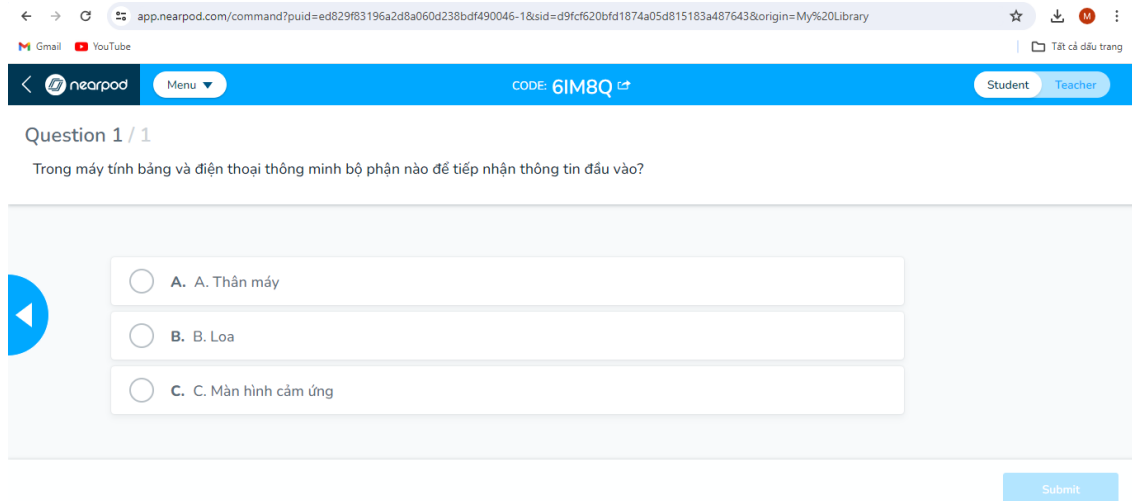 app.nearpod.com/command?puid=ed829f83196a2d8a060d238bdf490046-1&sid=d9fcf620bfd1874a05d815183a487643&origin=My%20Library
M
Gmail YouTube Tất cả dấu trang
nearpod Menu CODE: 6IM8Q Student Teacher
Question 1 / 1
Trong máy tính bảng và điện thoại thông minh bộ phận nào để tiếp nhận thông tin đầu vào?
A. A. Thân máy
B. B. Loa
C. C. Màn hình cảm ứng
Submit